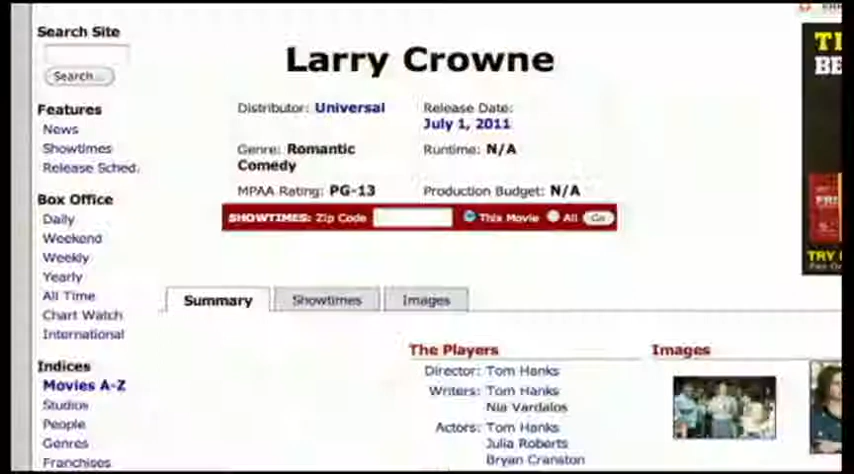 Search Site
Search...
Features
News
Showtimes
Release Sched.
Box Office
Daily
Weekend
Weekly
Yearly
All Time
Chart Watch
International
Indices
Movies A-Z
Studios
People
Genres
Franchises
Larry Crowne
Distributor: Universal
Release Date:
July 1, 2011
Genre: Romantic
Comedy
Runtime: N/A
MPAA Rating: PG-13
Production Budget: N/A
SHOWTIMES: Zip Code This Movie All Go
Summary Showtimes Images
The Players
Director: Tom Hanks
Writers: Tom Hanks
Nia Vardalos
Actors: Tom Hanks
Julia Roberts
Bryan Cranston
Images
BE
TRY